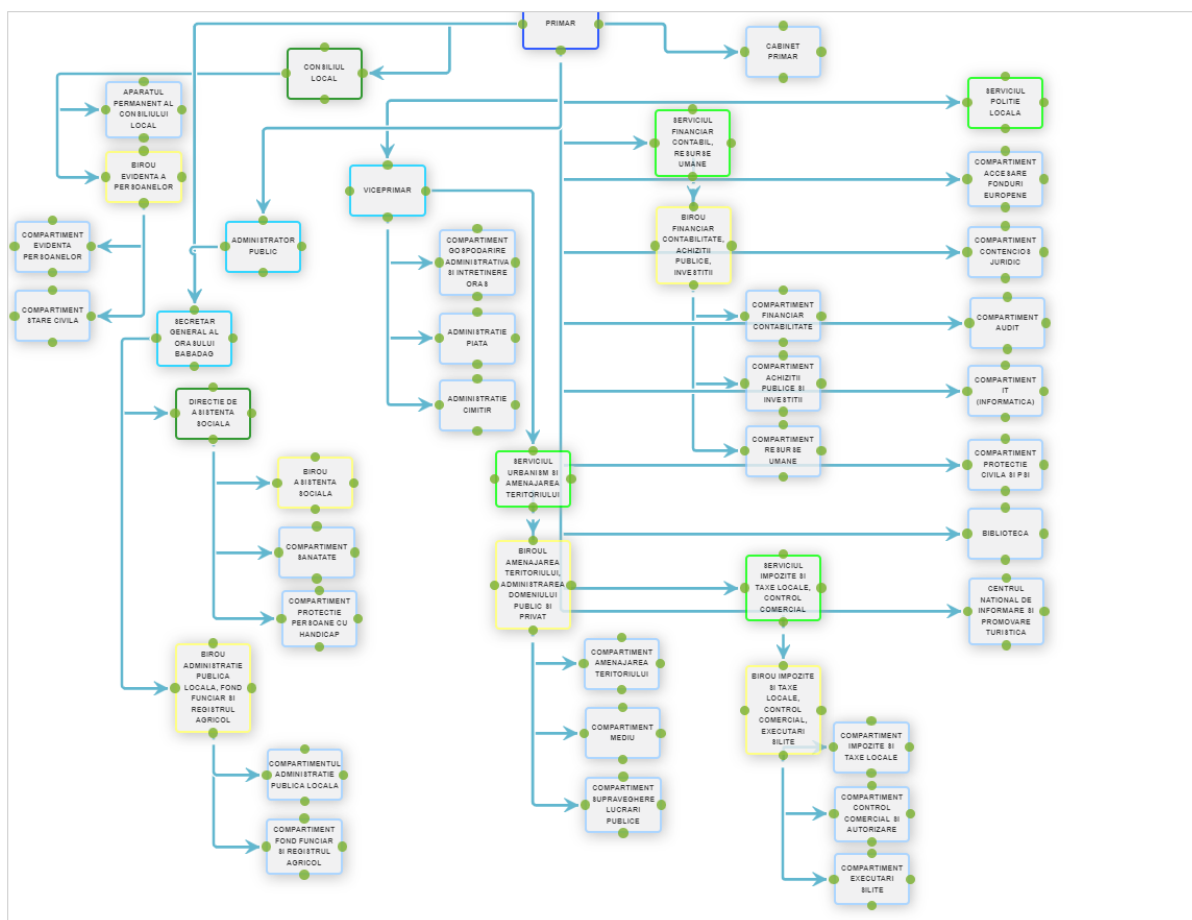 PRIMAR
CABINET
PRIMAR
CONSILIUL
LOCAL
APARATUL
PERMANENT AL
CONSILIULUI
LOCAL
SERVICIUL
POLITIE
LOCALA
SERVICIUL
FINANCIAR
CONTABIL,
RESURSE
UMANE
BIROU
EVIDENTA A
PERSOANELOR
COMPARTIMENT
ACCESARE
FONDURI
EUROPENE
VICEPRIMAR
BIROU
FINANCIAR
CONTABILITATE,
ACHIZITII
PUBLICE,
INVESTITII
COMPARTIMENT
EVIDENTA
PERSOANELOR
ADMINISTRATOR
PUBLIC
COMPARTIMENT
GOSPODARIRE
ADMINISTRATIVA
SI INTRETINERE
ORAS
COMPARTIMENT
CONTENCIOS
JURIDIC
COMPARTIMENT
STARE CIVILA
SECRETAR
GENERAL AL
ORASULUI
BABADAG
ADMINISTRATIE
PIATA
COMPARTIMENT
FINANCIAR
CONTABILITATE
COMPARTIMENT
AUDIT
DIRECTIE DE
ASISTENTA
SOCIALA
ADMINISTRATIE
CIMITIR
COMPARTIMENT
ACHIZITII
PUBLICE SI
INVESTITII
COMPARTIMENT
IT
(INFORMATICA)
COMPARTIMENT
RESURSE
UMANE
BIROU
ASISTENTA
SOCIALA
SERVICIUL
URBANISM SI
AMENAJAREA
TERITORIULUI
COMPARTIMENT
PROTECTIE
CIVILA SI PSI
COMPARTIMENT
SANATATE
BIROUL
AMENAJAREA
TERITORIULUI,
ADMINISTRAREA
DOMENIULUI
PUBLIC SI
PRIVAT
BIBLIOTECA
COMPARTIMENT
PROTECTIE
PERSOANE CU
HANDICAP
SERVICIUL
IMPOZITE SI
TAXE LOCALE,
CONTROL
COMERCIAL
CENTRUL
NATIONAL DE
INFORMARE SI
PROMOVARE
TURISTICA
BIROU
ADMINISTRATIE
PUBLICA
LOCALA, FOND
FUNCIAR SI
REGISTRUL
AGRICOL
COMPARTIMENT
AMENAJAREA
TERITORIULUI
BIROU IMPOZITE
SI TAXE
LOCALE,
CONTROL
COMERCIAL,
EXECUTARI
SILITE
COMPARTIMENT
MEDIU
COMPARTIMENT
IMPOZITE SI
TAXE LOCALE
COMPARTIMENTUL
ADMINISTRATIE
PUBLICA LOCALA
COMPARTIMENT
SUPRAVEGHERE
LUCRARI
PUBLICE
COMPARTIMENT
CONTROL
COMERCIAL SI
AUTORIZARE
COMPARTIMENT
FOND FUNCIAR
SI REGISTRUL
AGRICOL
COMPARTIMENT
EXECUTARI
SILITE